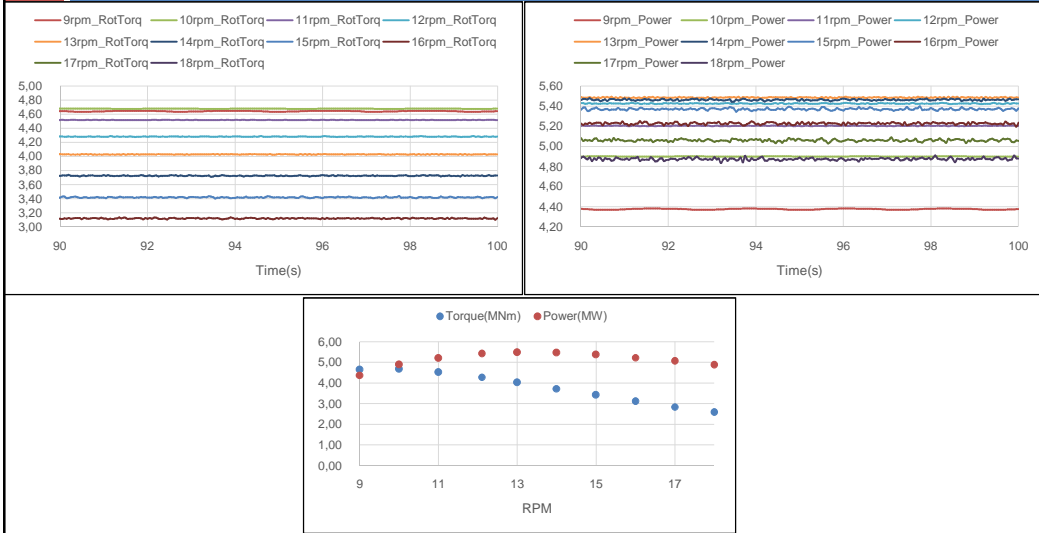 9rpm_RotTorq 10rpm_RotTorq 11rpm_RotTorq 12rpm_RotTorq
13rpm_RotTorq 14rpm_RotTorq 15rpm_RotTorq 16rpm_RotTorq
17rpm_RotTorq 18rpm_RotTorq
5,00
4,80
4,60
4,40
4,20
4,00
3,80
3,60
3,40
3,20
3,00
90 92 94 96 98 100
Time(s)
9rpm_Power 10rpm_Power 11rpm_Power 12rpm_Power
13rpm_Power 14rpm_Power 15rpm_Power 16rpm_Power
17rpm_Power 18rpm_Power
5,60
5,40
5,20
5,00
4,80
4,60
4,40
4,20
90 92 94 96 98 100
Time(s)
Torque(MNm) Power(MW)
6,00
5,00
4,00
3,00
2,00
1,00
0,00
9 11 13 15 17
RPM